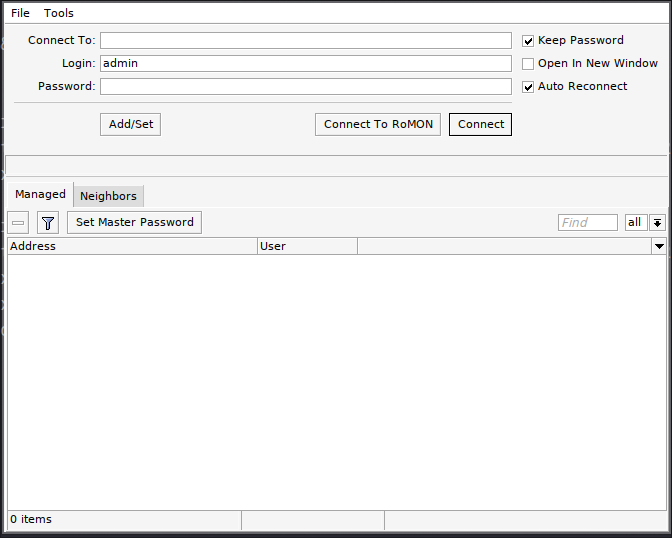 File Tools
Connect To:
Keep Password
Login: admin
Open In New Window
Password:
Auto Reconnect
Add/Set Connect To RoMON Connect
Managed Neighbors
Set Master Password Find all
Address User
0 items